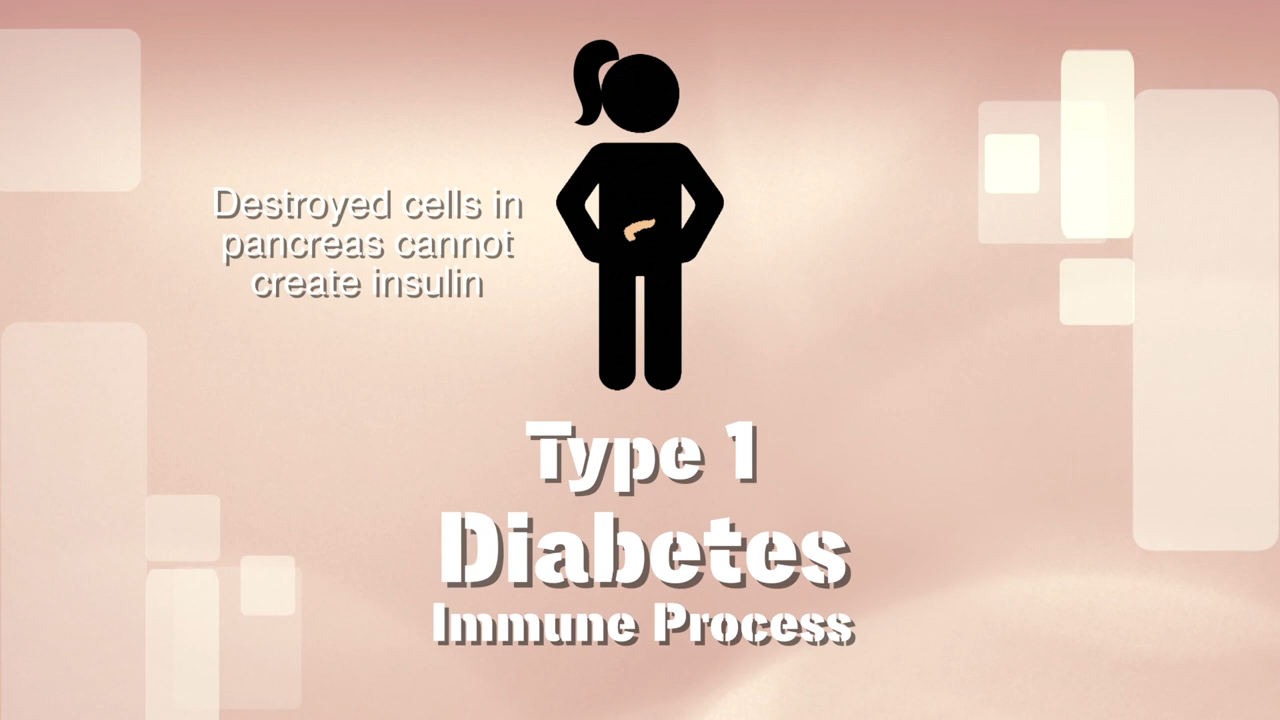 Destroyed cells in
pancreas cannot
create insulin
Type 1
Diabetes
Immune Process